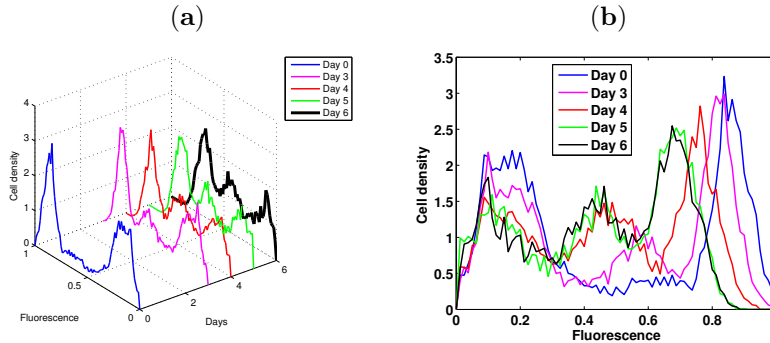 (a)
4
3
2
1
0
Cell density
1
0.5
0
Fluorescence
0
2
4
6
Days
Day 0
Day 3
Day 4
Day 5
Day 6
(b)
3.5
3
2.5
2
1.5
1
0.5
0
Cell density
0
0.2
0.4
0.6
0.8
Fluorescence
Day 0
Day 3
Day 4
Day 5
Day 6